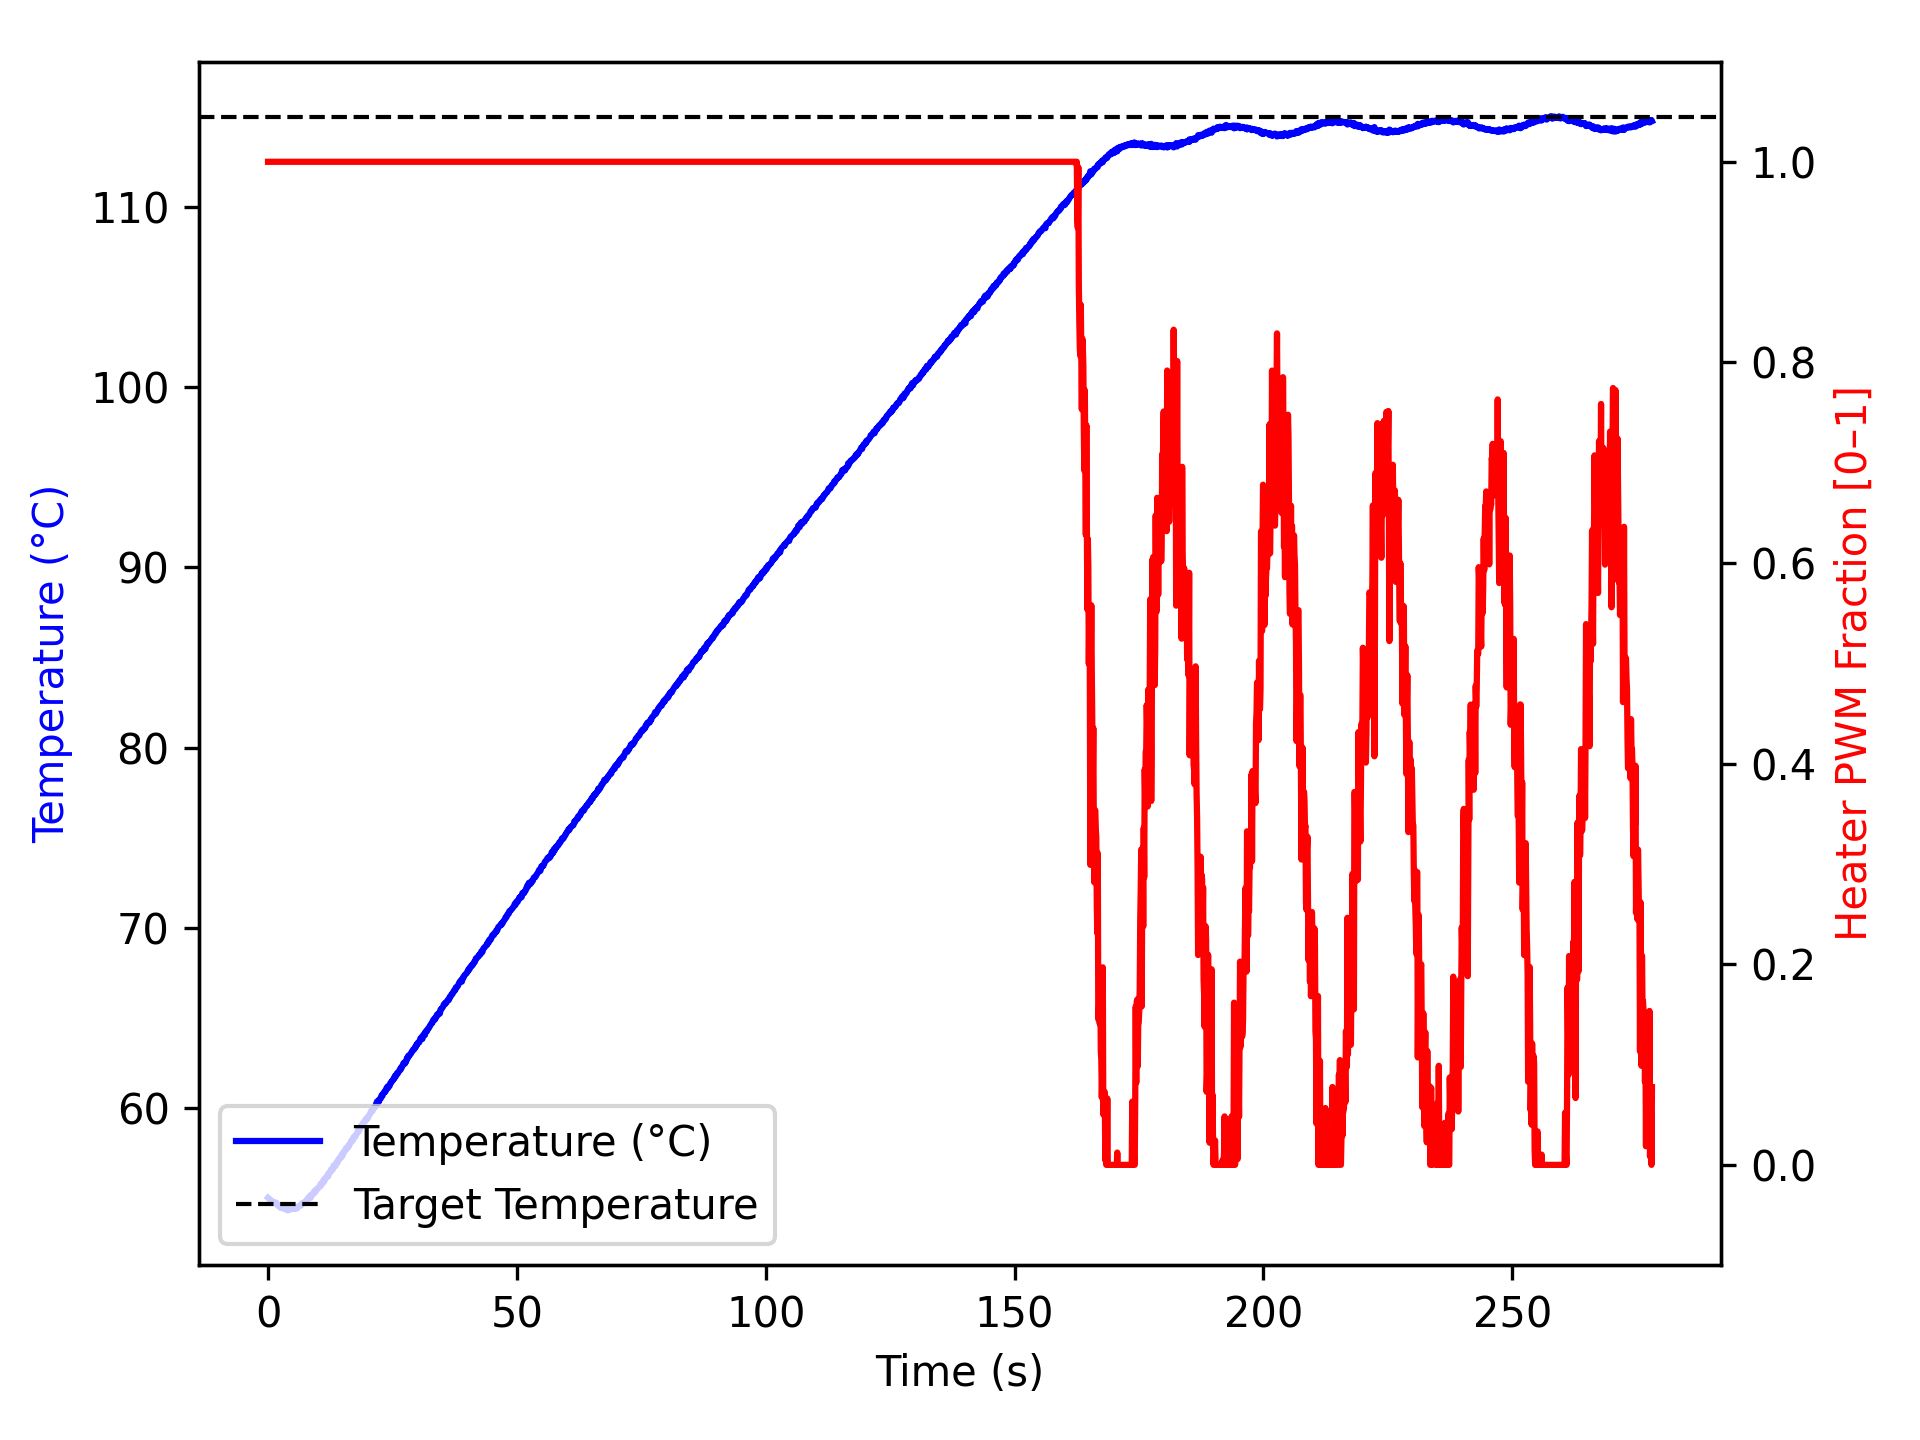 110
100
90
80
70
60
Temperature (°C)
1.0
0.8
0.6
0.4
0.2
0.0
Heater PWM Fraction [0–1]
Temperature (°C)
Target Temperature
0 50 100 150 200 250
Time (s)